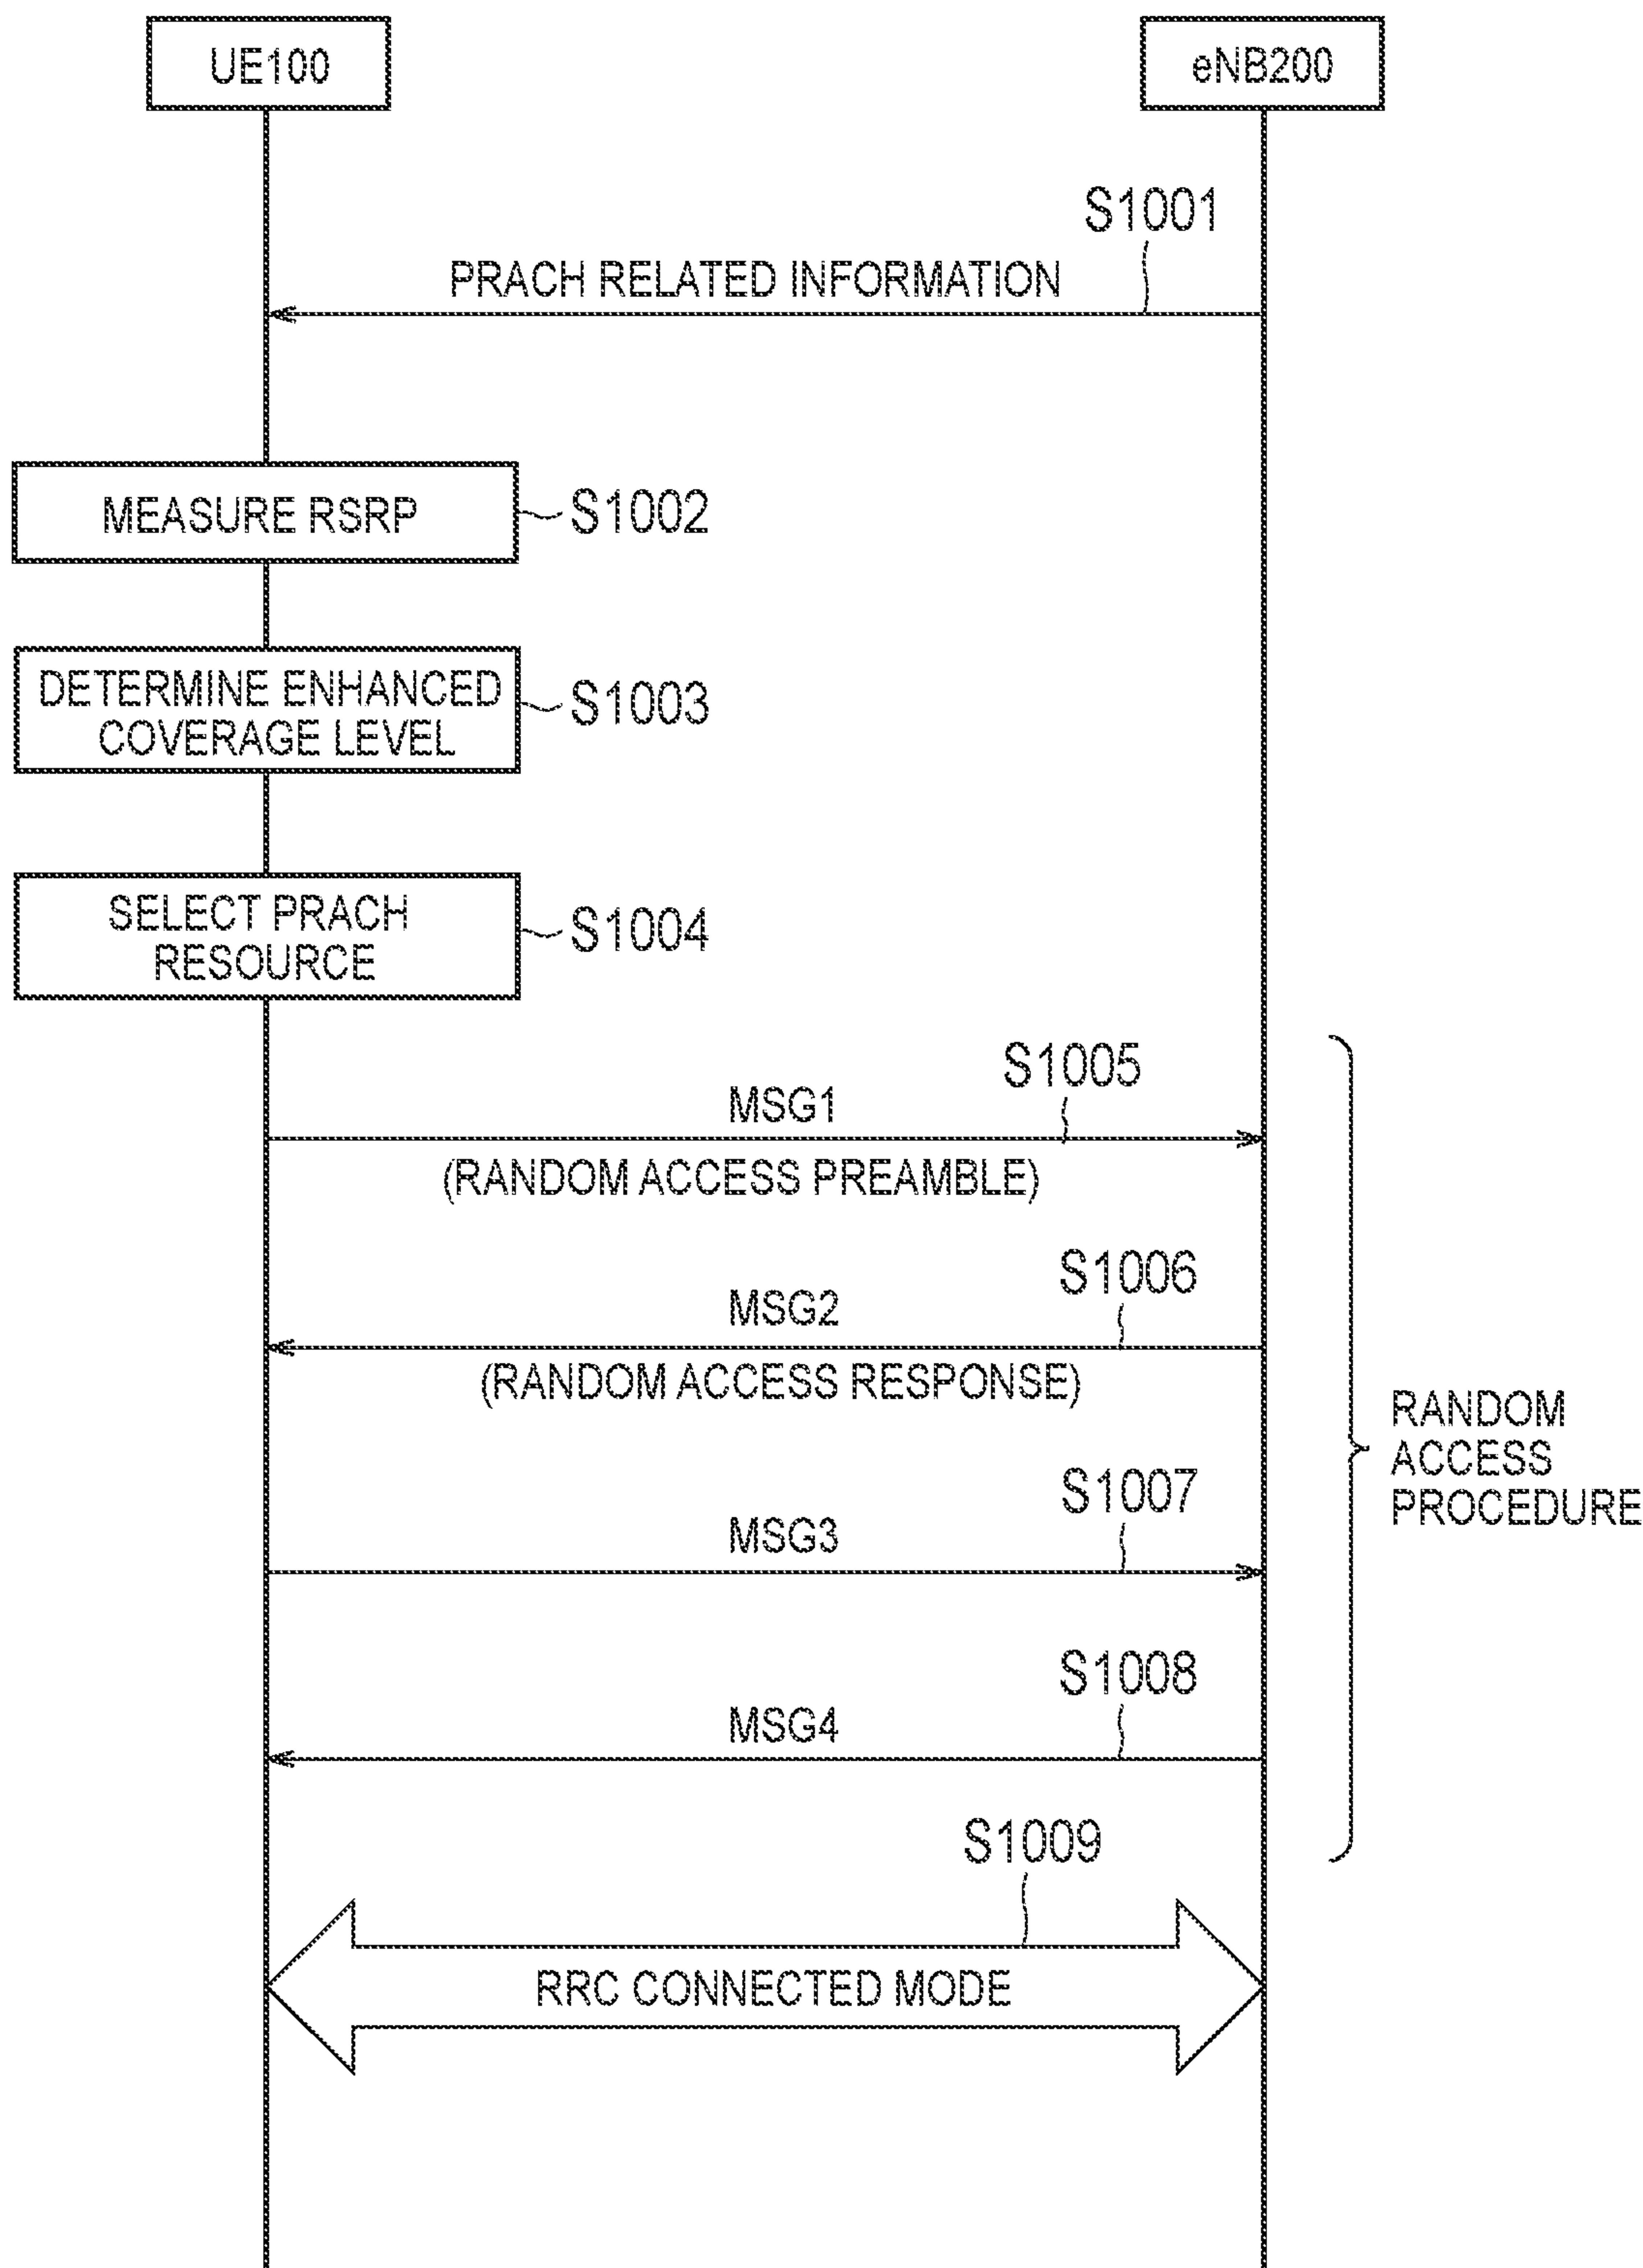 UE100
eNB200
S1001
PRACH RELATED INFORMATION
MEASURE RSRP
S1002
DETERMINE ENHANCED
COVERAGE LEVEL
S1003
SELECT PRACH
RESOURCE
S1004
S1005
MSG1
(RANDOM ACCESS PREAMBLE)
S1006
MSG2
(RANDOM ACCESS RESPONSE)
RANDOM
ACCESS
PROCEDURE
S1007
MSG3
S1008
MSG4
S1009
RRC CONNECTED MODE